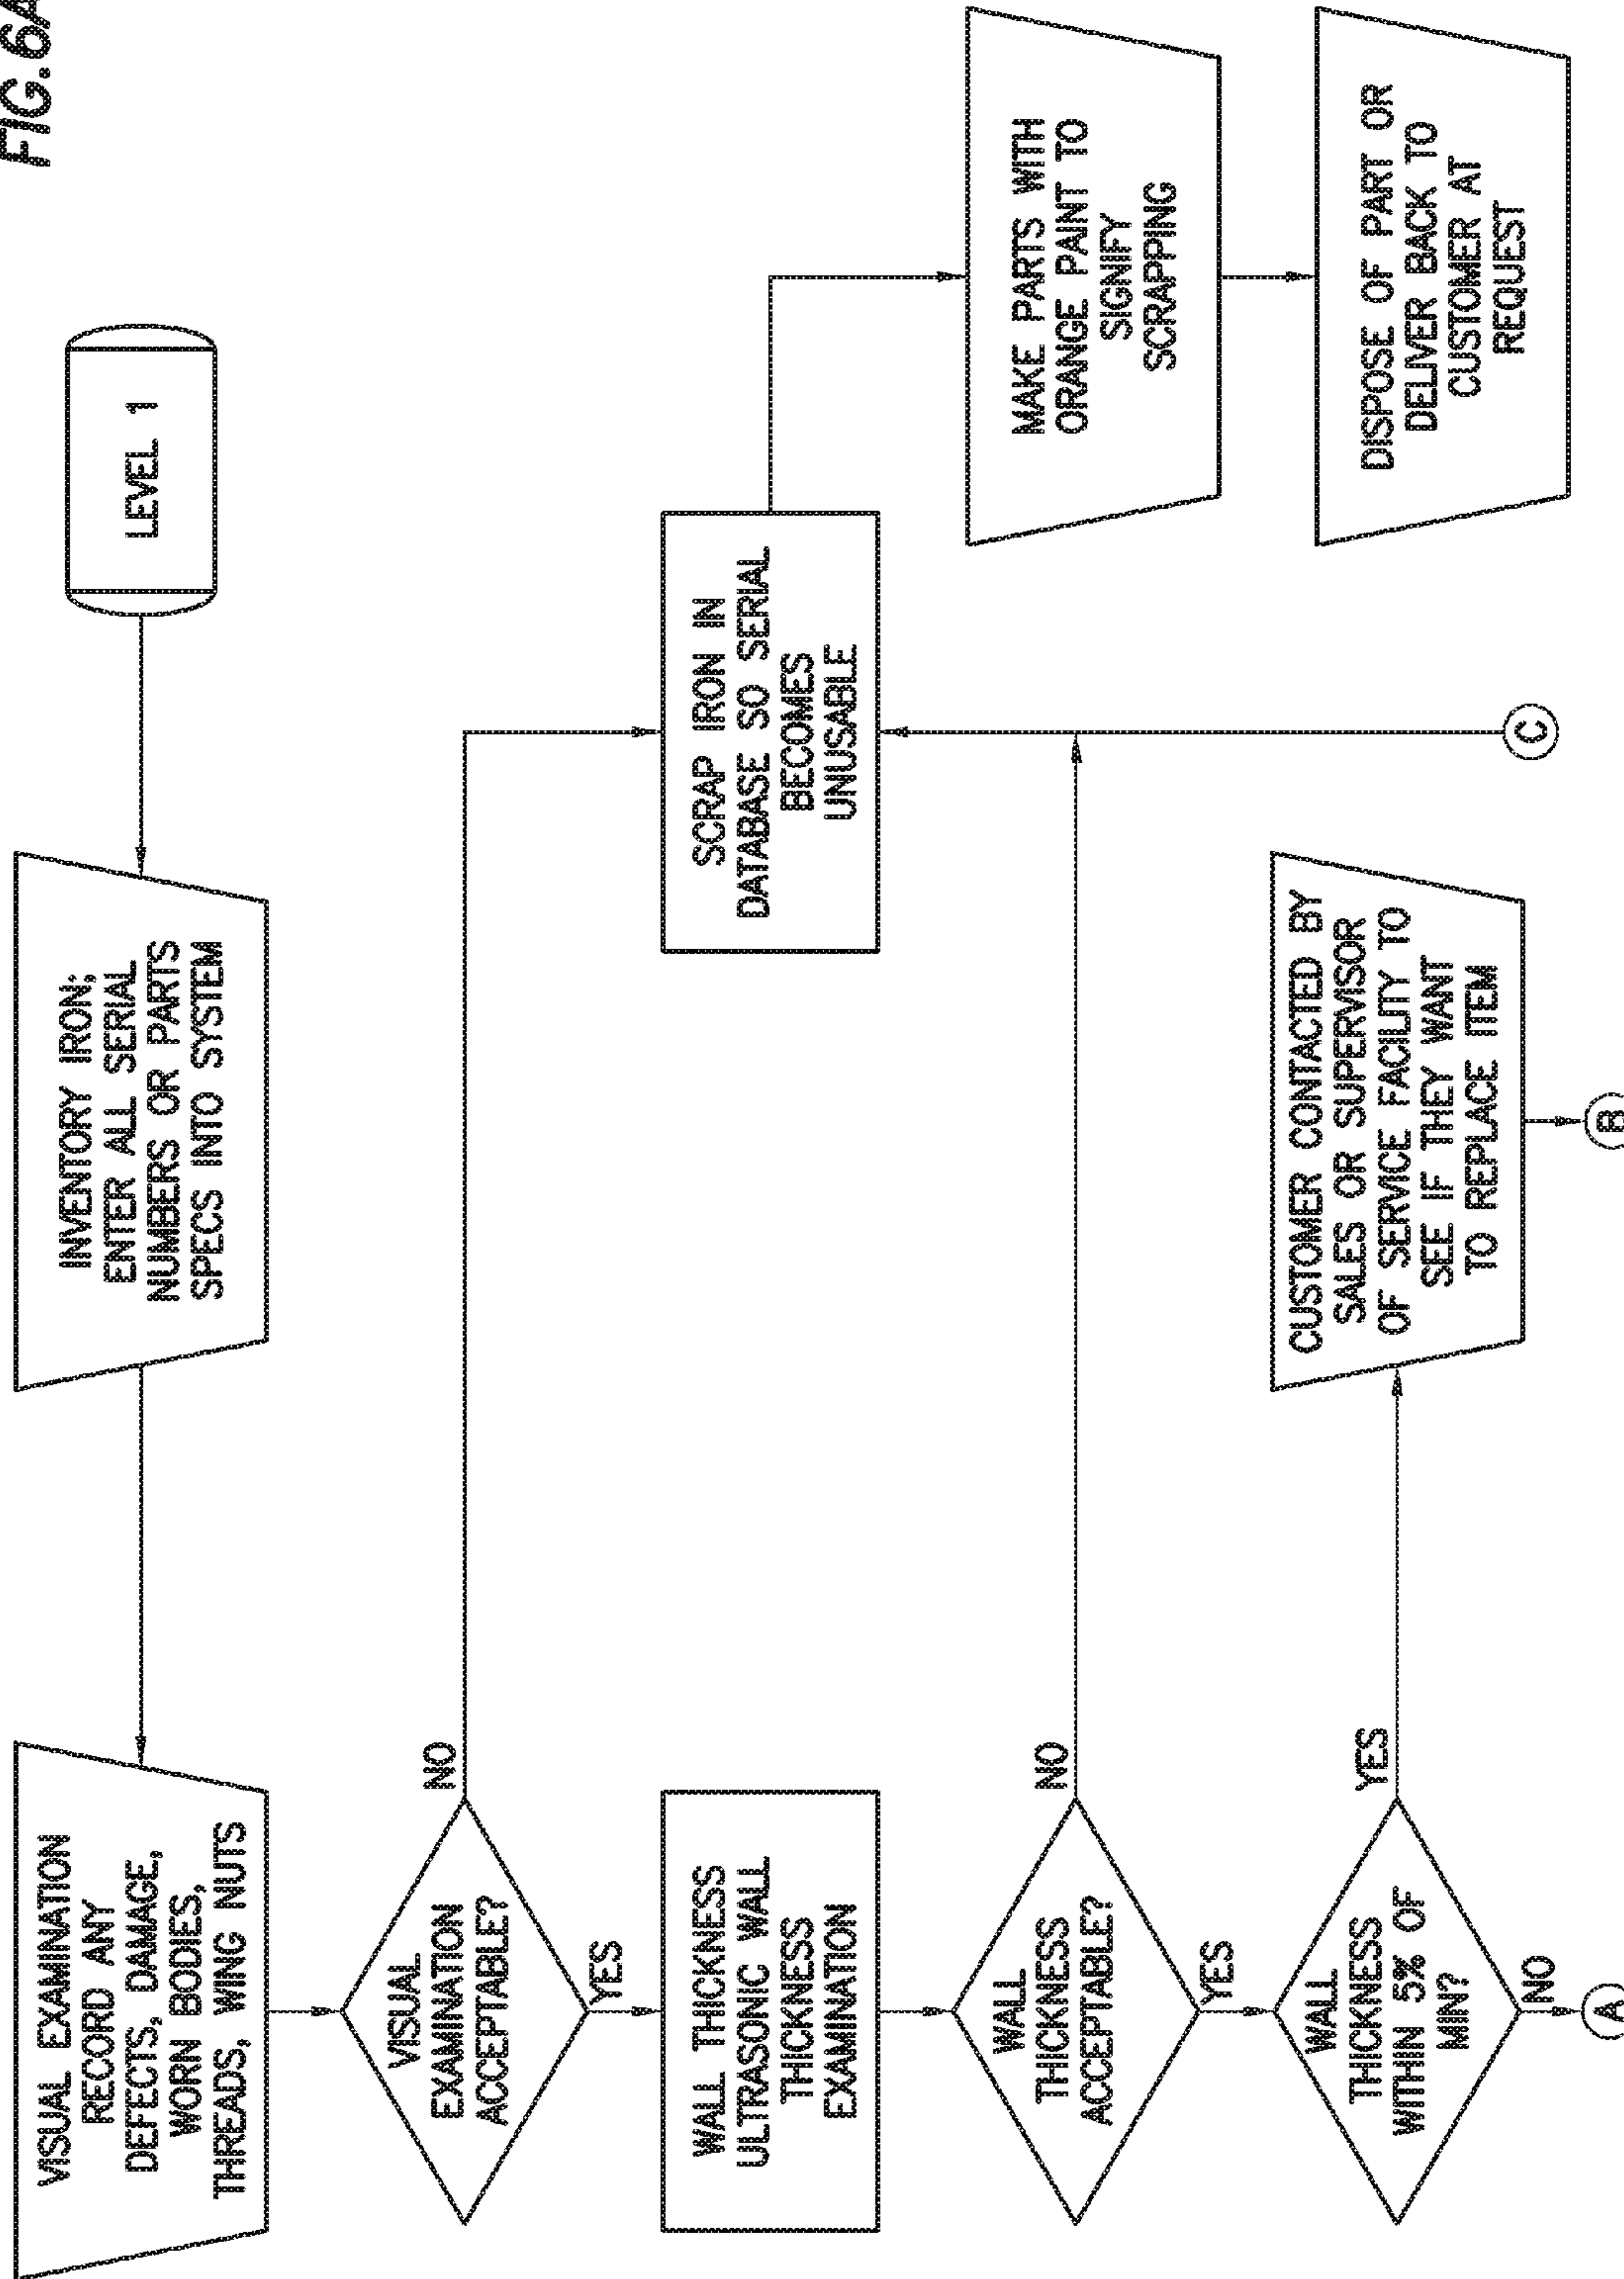 FIG. 6A
LEVEL 1
INVENTORY IRON;
ENTER ALL SERIAL
NUMBERS OR PARTS
SPECS INTO SYSTEM
VISUAL EXAMINATION
RECORD ANY
DEFECTS, DAMAGE,
WORN BODIES,
THREADS, WING NUTS
VISUAL
EXAMINATION
ACCEPTABLE?
NO
YES
WALL THICKNESS
ULTRASONIC WALL
THICKNESS
EXAMINATION
SCRAP IRON IN
DATABASE SO SERIAL
BECOMES
UNUSABLE
MAKE PARTS WITH
ORANGE PAINT TO
SIGNIFY
SCRAPPING
WALL
THICKNESS
ACCEPTABLE?
NO
YES
DISPOSE OF PART OR
DELIVER BACK TO
CUSTOMER AT
REQUEST
WALL
THICKNESS
WITHIN 5% OF
MIN?
YES
NO
CUSTOMER CONTACTED BY
SALES OR SUPERVISOR
OF SERVICE FACILITY TO
SEE IF THEY WANT
TO REPLACE ITEM
C
A
B